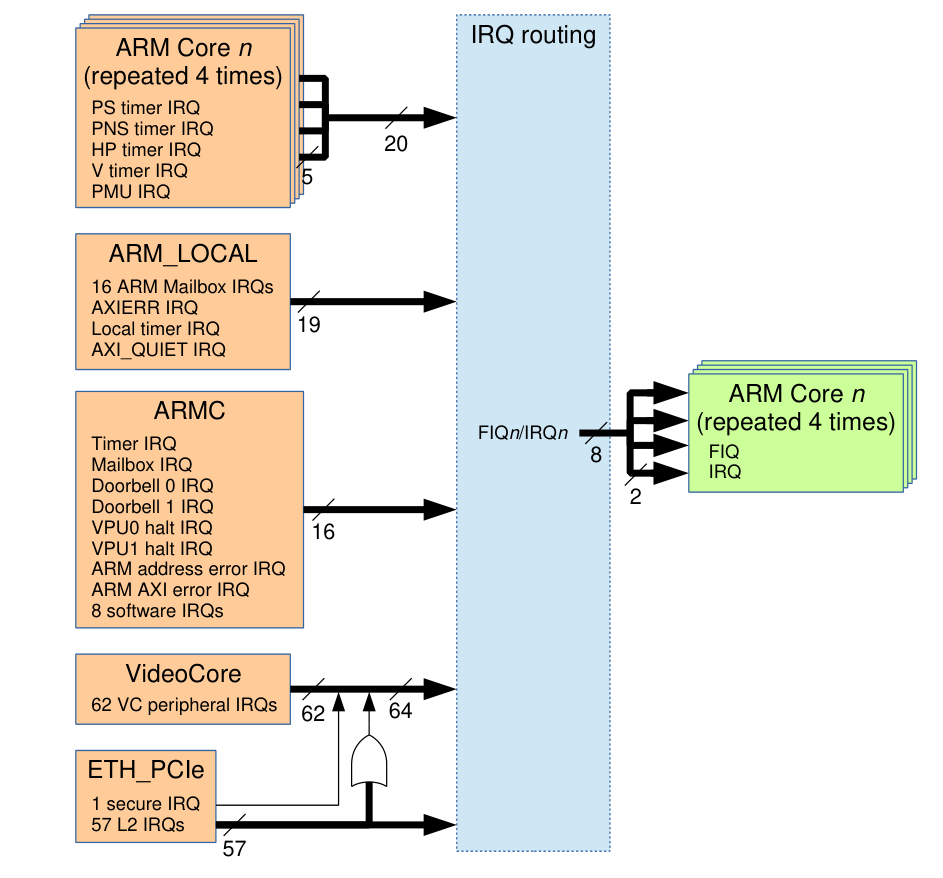 ARM Core n
(repeated 4 times)
PS timer IRQ
PNS timer IRQ
HP timer IRQ
V timer IRQ
PMU IRQ
5
20
IRQ routing
ARM_LOCAL
16 ARM Mailbox IRQs
AXIERR IRQ
Local timer IRQ
AXI_QUIET IRQ
19
ARMC
Timer IRQ
Mailbox IRQ
Doorbell 0 IRQ
Doorbell 1 IRQ
VPU0 halt IRQ
VPU1 halt IRQ
ARM address error IRQ
ARM AXI error IRQ
8 software IRQs
16
FIQn/IRQn
8
2
ARM Core n
(repeated 4 times)
FIQ
IRQ
VideoCore
62 VC peripheral IRQs
62
64
ETH_PCIe
1 secure IRQ
57 L2 IRQs
57